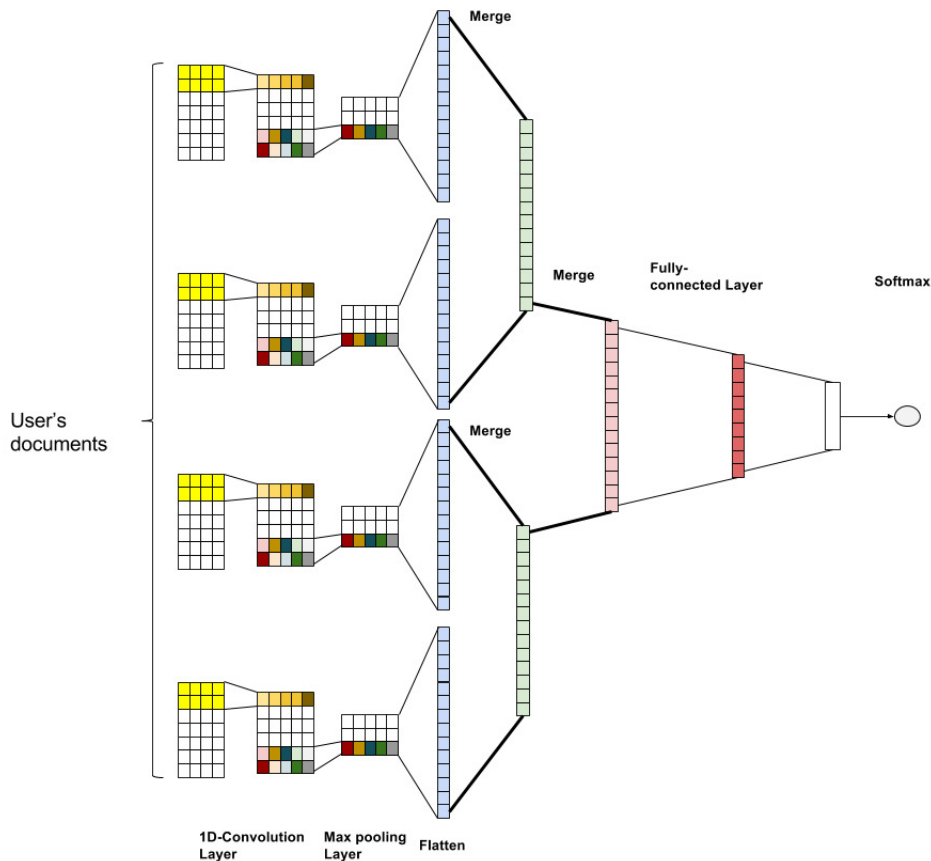 Merge
Merge
Fully-
connected Layer
Softmax
User's
documents
Merge
1D-Convolution
Layer
Max pooling
Layer
Flatten